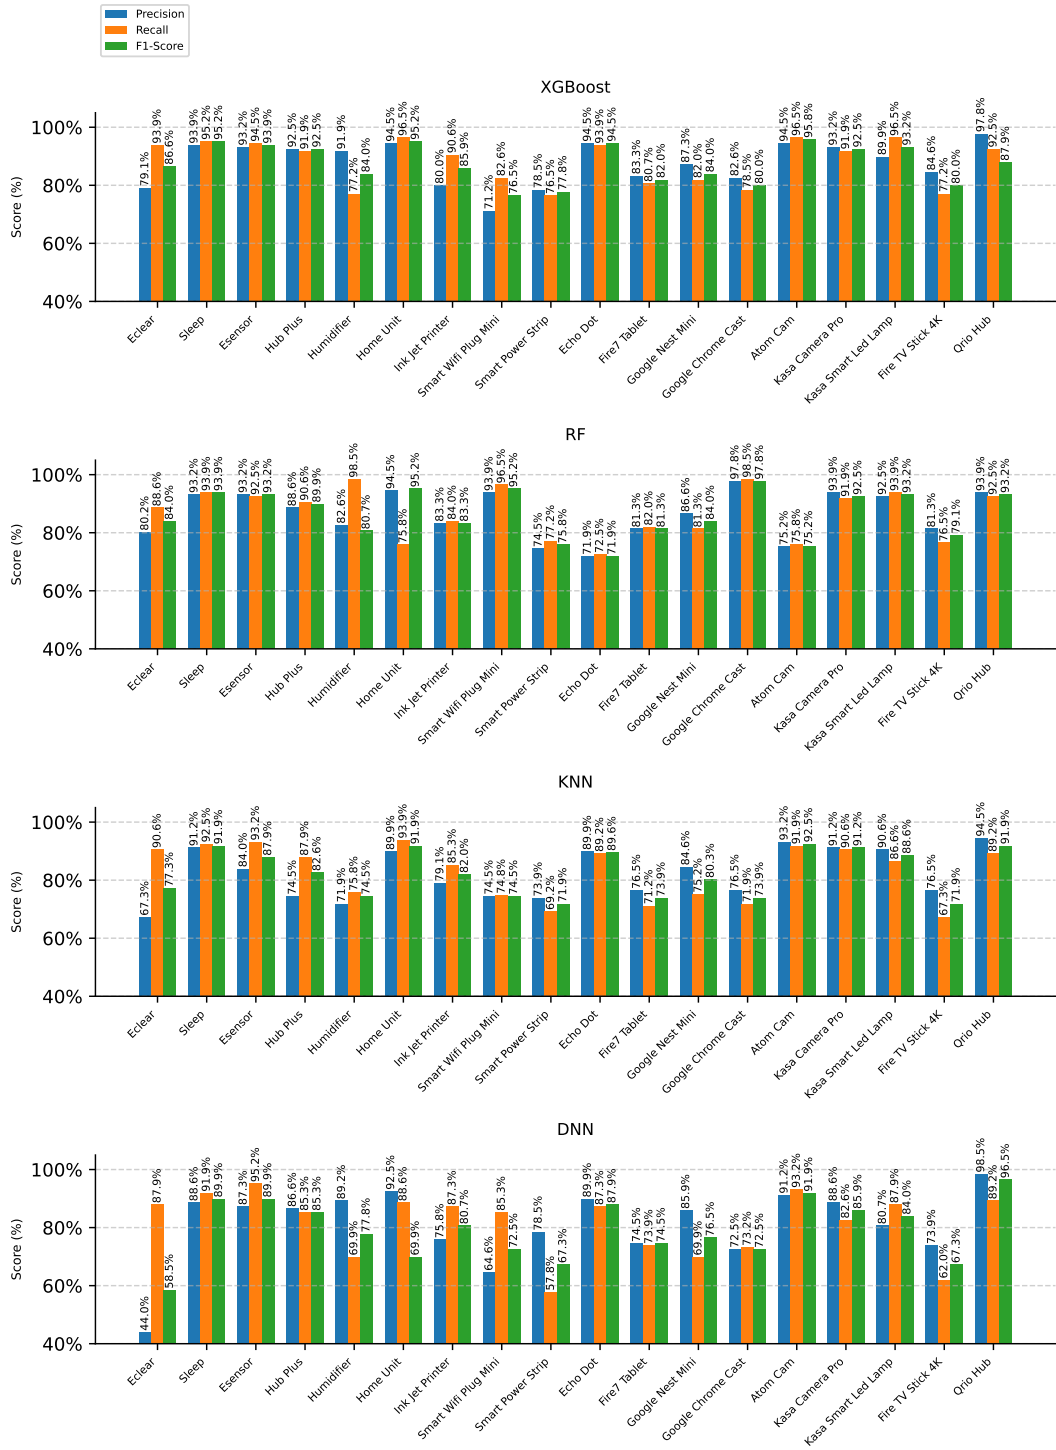 Precision
Recall
F1-Score
XGBoost
Score (%)
100%
80%
60%
40%
79.1% 93.9% 86.6% 93.9% 95.2% 95.2% 93.2% 94.5% 93.9% 92.5% 91.9% 92.5% 91.9% 77.2% 84.0% 94.5% 96.5% 95.2% 80.0% 90.6% 85.9% 71.2% 82.6% 76.5% 78.5% 76.5% 77.8% 94.5% 93.9% 94.5% 83.3% 80.7% 82.0% 87.3% 82.0% 84.0% 82.6% 78.5% 80.0% 94.5% 96.5% 95.8% 93.2% 91.9% 92.5% 89.9% 96.5% 93.2% 84.6% 77.2% 80.0% 97.8% 92.5% 87.9%
Eclear Sleep Esensor Hub Plus Humidifier Home Unit Ink Jet Printer Smart Wifi Plug Mini Smart Power Strip Echo Dot Fire7 Tablet Google Nest Mini Google Chrome Cast Atom Cam Kasa Camera Pro Kasa Smart Led Lamp Fire TV Stick 4K Qrio Hub
RF
Score (%)
100%
80%
60%
40%
80.2% 88.6% 84.0% 93.2% 93.9% 93.9% 93.2% 92.5% 93.2% 88.6% 90.6% 89.9% 82.6% 98.5% 80.7% 94.5% 75.8% 95.2% 83.3% 84.0% 83.3% 93.9% 96.5% 95.2% 74.5% 77.2% 75.8% 71.9% 72.5% 71.9% 81.3% 82.0% 81.3% 86.6% 81.3% 84.0% 97.8% 98.5% 97.8% 75.2% 75.8% 75.2% 93.9% 91.9% 92.5% 92.5% 93.9% 93.2% 81.3% 76.5% 79.1% 93.9% 92.5% 93.2%
Eclear Sleep Esensor Hub Plus Humidifier Home Unit Ink Jet Printer Smart Wifi Plug Mini Smart Power Strip Echo Dot Fire7 Tablet Google Nest Mini Google Chrome Cast Atom Cam Kasa Camera Pro Kasa Smart Led Lamp Fire TV Stick 4K Qrio Hub
KNN
Score (%)
100%
80%
60%
40%
67.3% 90.6% 77.3% 91.2% 92.5% 91.9% 84.0% 93.2% 87.9% 74.5% 87.9% 82.6% 71.9% 75.8% 74.5% 89.9% 93.9% 91.9% 79.1% 85.3% 82.0% 74.5% 74.8% 74.5% 73.9% 69.2% 71.9% 89.9% 89.2% 89.6% 76.5% 71.2% 73.9% 84.6% 75.2% 80.3% 76.5% 71.9% 73.9% 93.2% 91.9% 92.5% 91.2% 90.6% 91.2% 90.6% 86.6% 88.6% 76.5% 67.3% 71.9% 94.5% 89.2% 91.9%
Eclear Sleep Esensor Hub Plus Humidifier Home Unit Ink Jet Printer Smart Wifi Plug Mini Smart Power Strip Echo Dot Fire7 Tablet Google Nest Mini Google Chrome Cast Atom Cam Kasa Camera Pro Kasa Smart Led Lamp Fire TV Stick 4K Qrio Hub
DNN
Score (%)
100%
80%
60%
40%
44.0% 87.9% 58.5% 88.6% 91.9% 89.9% 87.3% 95.2% 89.9% 86.6% 85.3% 85.3% 89.2% 69.9% 77.8% 92.5% 88.6% 69.9% 75.8% 87.3% 80.7% 64.6% 85.3% 72.5% 78.5% 57.8% 67.3% 89.9% 87.3% 87.9% 74.5% 73.9% 74.5% 85.9% 69.9% 76.5% 72.5% 73.2% 72.5% 91.2% 93.2% 91.9% 88.6% 82.6% 85.9% 80.7% 87.9% 84.0% 73.9% 62.0% 67.3% 98.5% 89.2% 96.5%
Eclear Sleep Esensor Hub Plus Humidifier Home Unit Ink Jet Printer Smart Wifi Plug Mini Smart Power Strip Echo Dot Fire7 Tablet Google Nest Mini Google Chrome Cast Atom Cam Kasa Camera Pro Kasa Smart Led Lamp Fire TV Stick 4K Qrio Hub